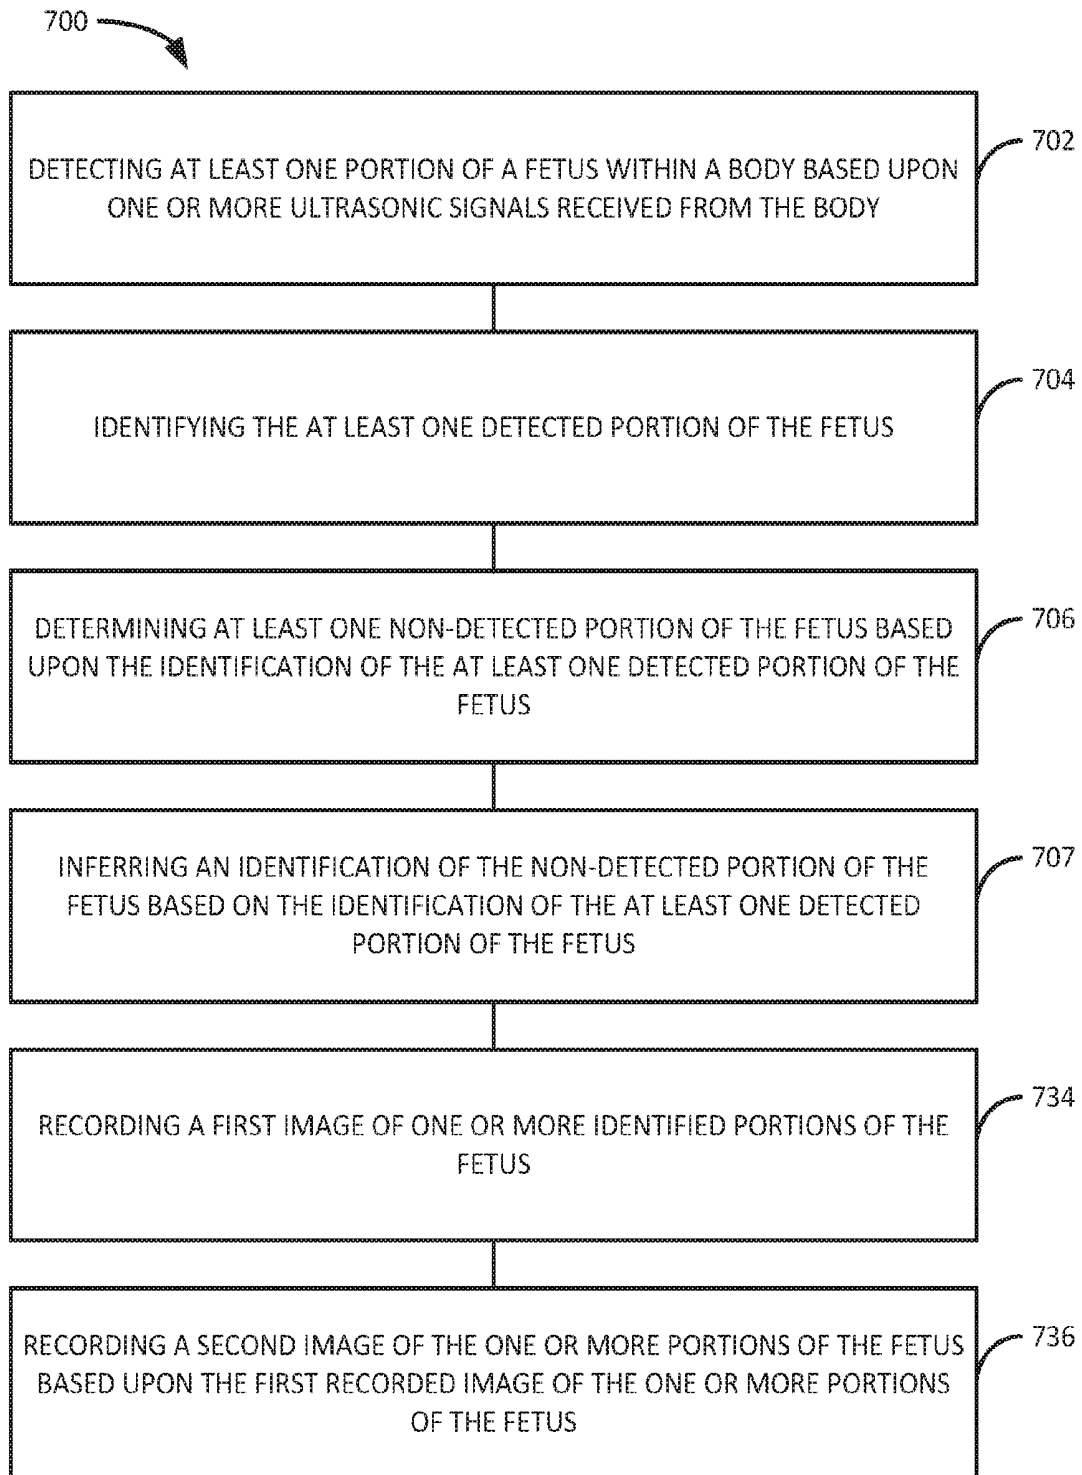 700
DETECTING AT LEAST ONE PORTION OF A FETUS WITHIN A BODY BASED UPON
ONE OR MORE ULTRASONIC SIGNALS RECEIVED FROM THE BODY
702
IDENTIFYING THE AT LEAST ONE DETECTED PORTION OF THE FETUS
704
DETERMINING AT LEAST ONE NON-DETECTED PORTION OF THE FETUS BASED
UPON THE IDENTIFICATION OF THE AT LEAST ONE DETECTED PORTION OF THE
FETUS
706
INFERRING AN IDENTIFICATION OF THE NON-DETECTED PORTION OF THE
FETUS BASED ON THE IDENTIFICATION OF THE AT LEAST ONE DETECTED
PORTION OF THE FETUS
707
RECORDING A FIRST IMAGE OF ONE OR MORE IDENTIFIED PORTIONS OF THE
FETUS
734
RECORDING A SECOND IMAGE OF THE ONE OR MORE PORTIONS OF THE FETUS
BASED UPON THE FIRST RECORDED IMAGE OF THE ONE OR MORE PORTIONS
OF THE FETUS
736